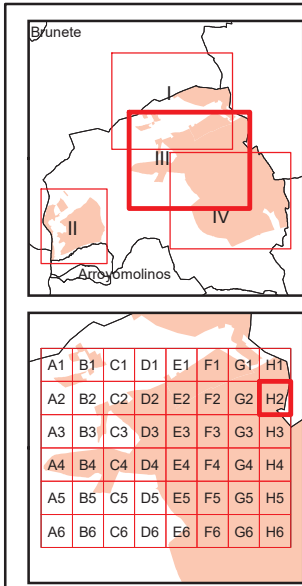 Brunete
I
III
IV
II
Arroyomolinos
A1 B1 C1 D1 E1 F1 G1 H1
A2 B2 C2 D2 E2 F2 G2 H2
A3 B3 C3 D3 E3 F3 G3 H3
A4 B4 C4 D4 E4 F4 G4 H4
A5 B5 C5 D5 E5 F5 G5 H5
A6 B6 C6 D6 E6 F6 G6 H6